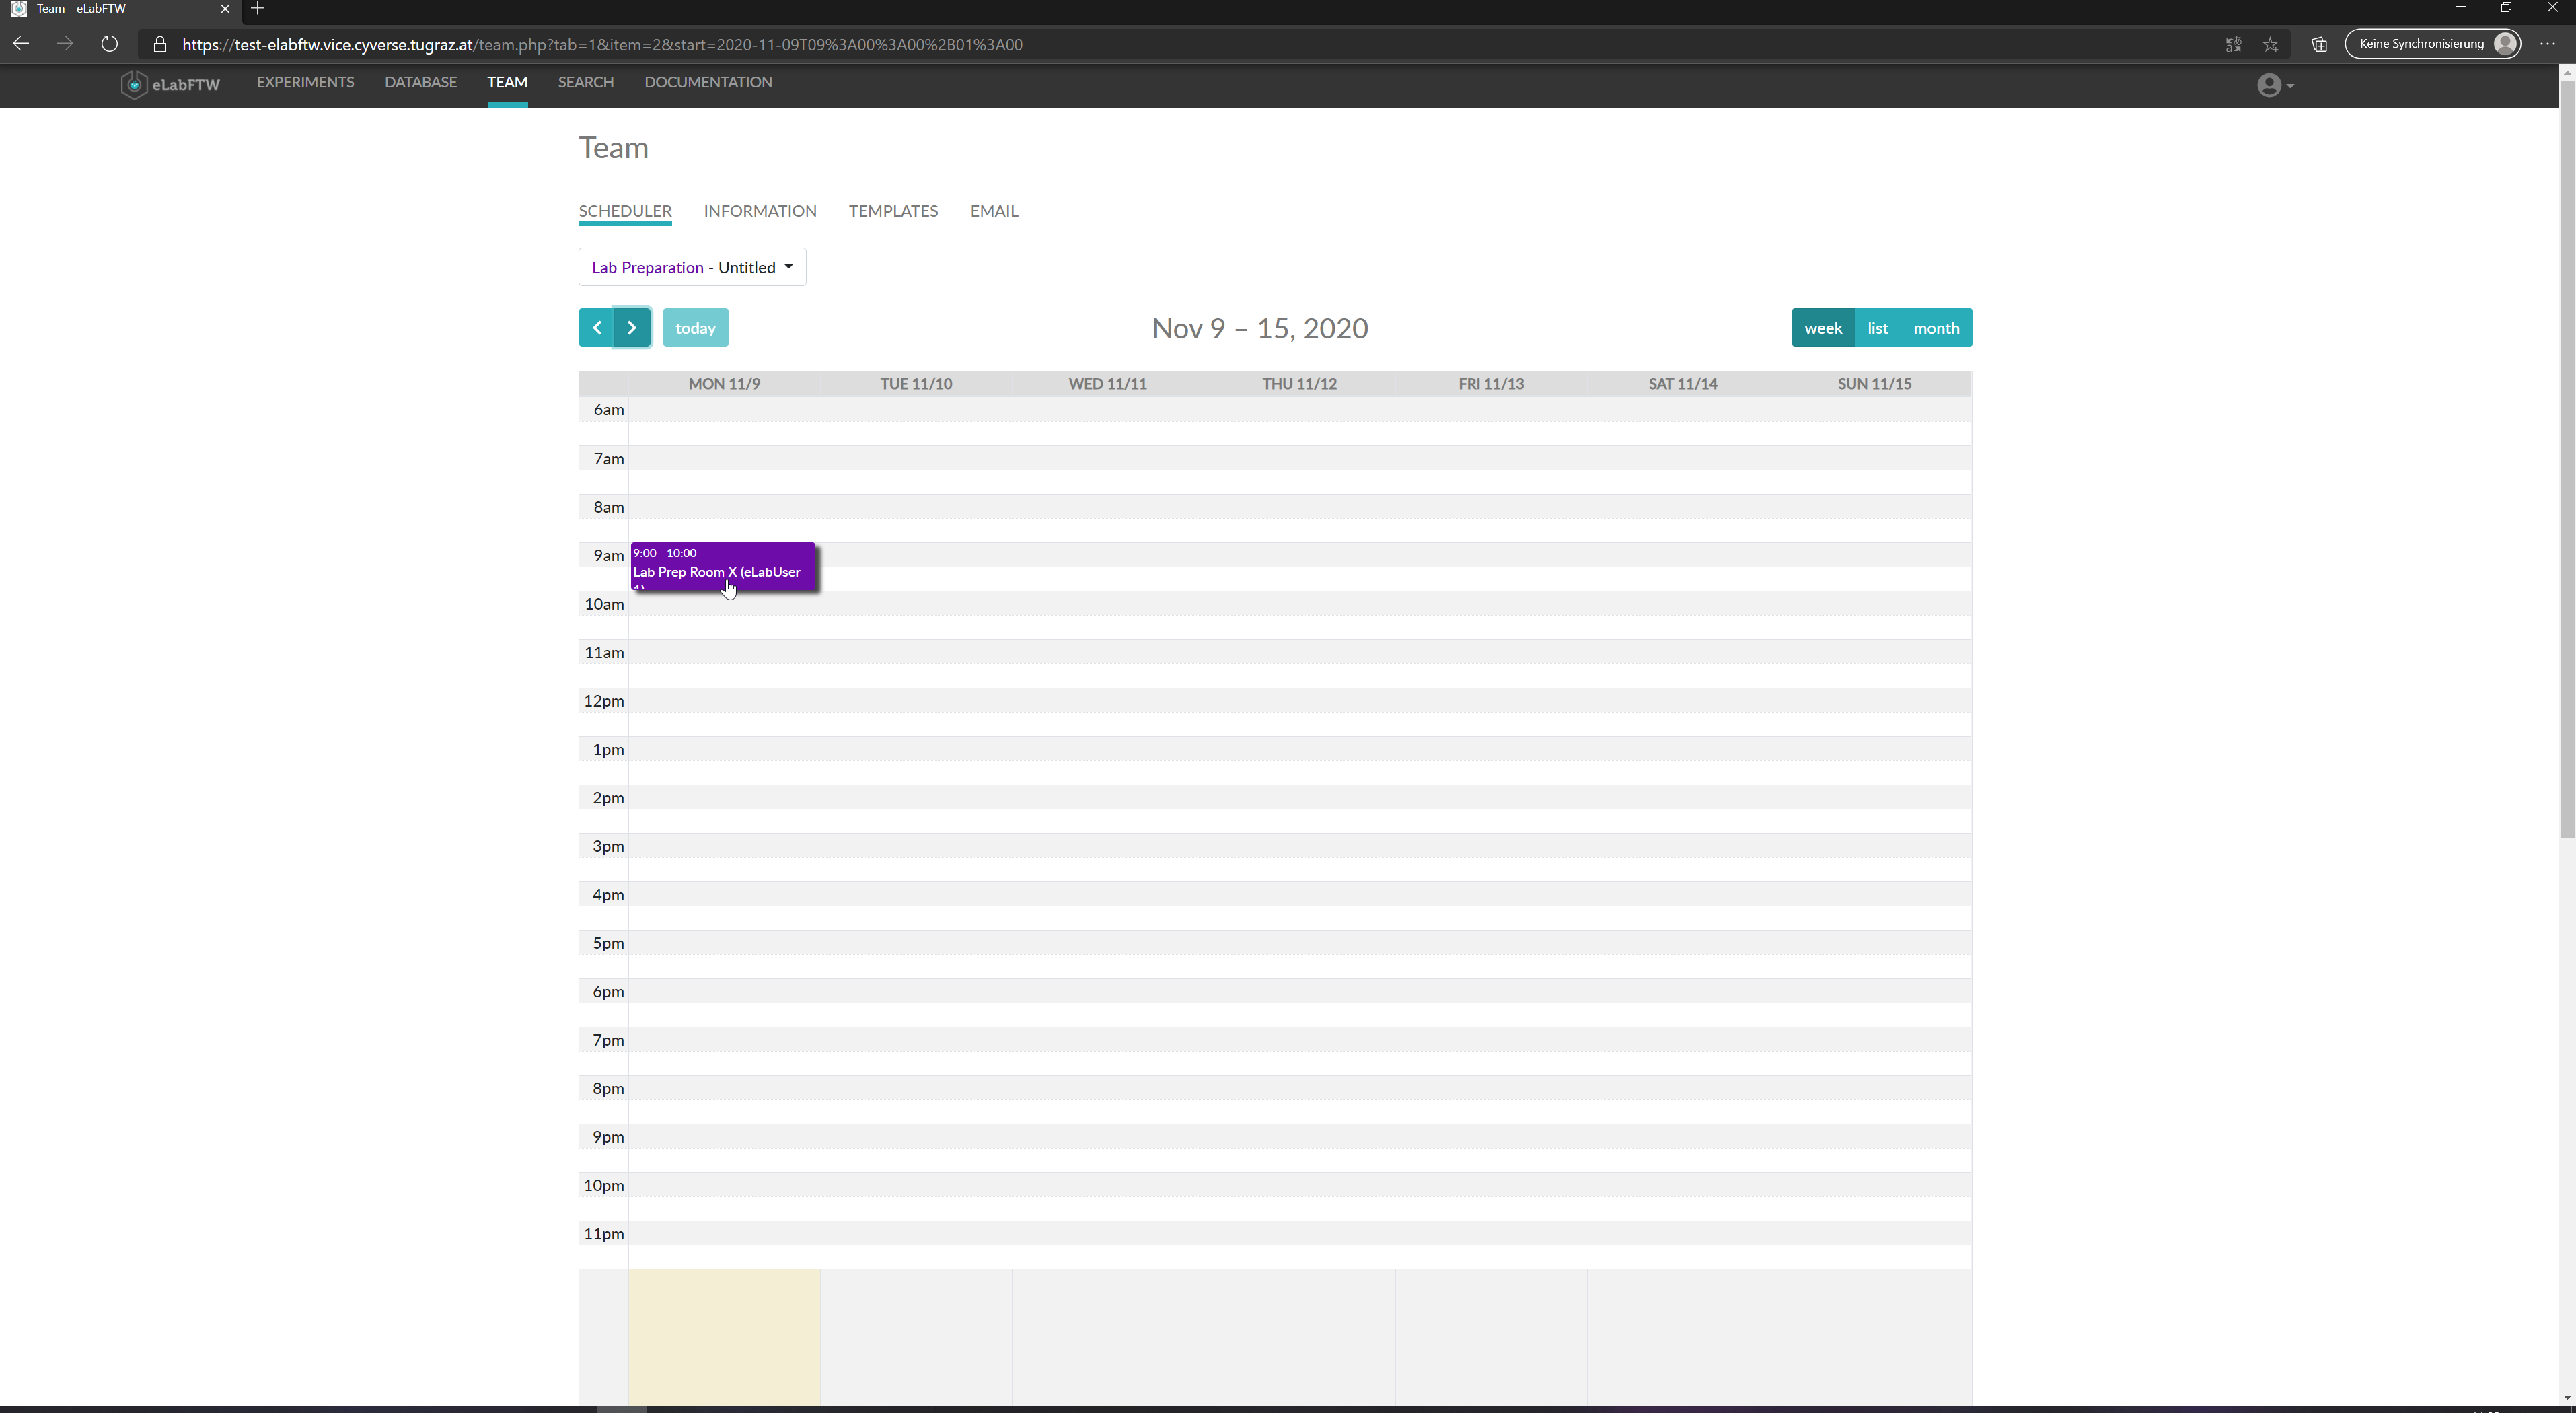 Team - eLabFTW
https://test-elabftw.vice.cyverse.tugraz.at/team.php?tab=1&item=2&start=2020-11-09T09%3A00%3A00%2B01%3A00
Keine Synchronisierung
eLabFTW EXPERIMENTS DATABASE TEAM SEARCH DOCUMENTATION
Team
SCHEDULER INFORMATION TEMPLATES EMAIL
Lab Preparation - Untitled
today Nov 9 – 15, 2020 week list month
MON 11/9 TUE 11/10 WED 11/11 THU 11/12 FRI 11/13 SAT 11/14 SUN 11/15
6am
7am
8am
9am
9:00 - 10:00
Lab Prep Room X (eLabUser
10am
11am
12pm
1pm
2pm
3pm
4pm
5pm
6pm
7pm
8pm
9pm
10pm
11pm